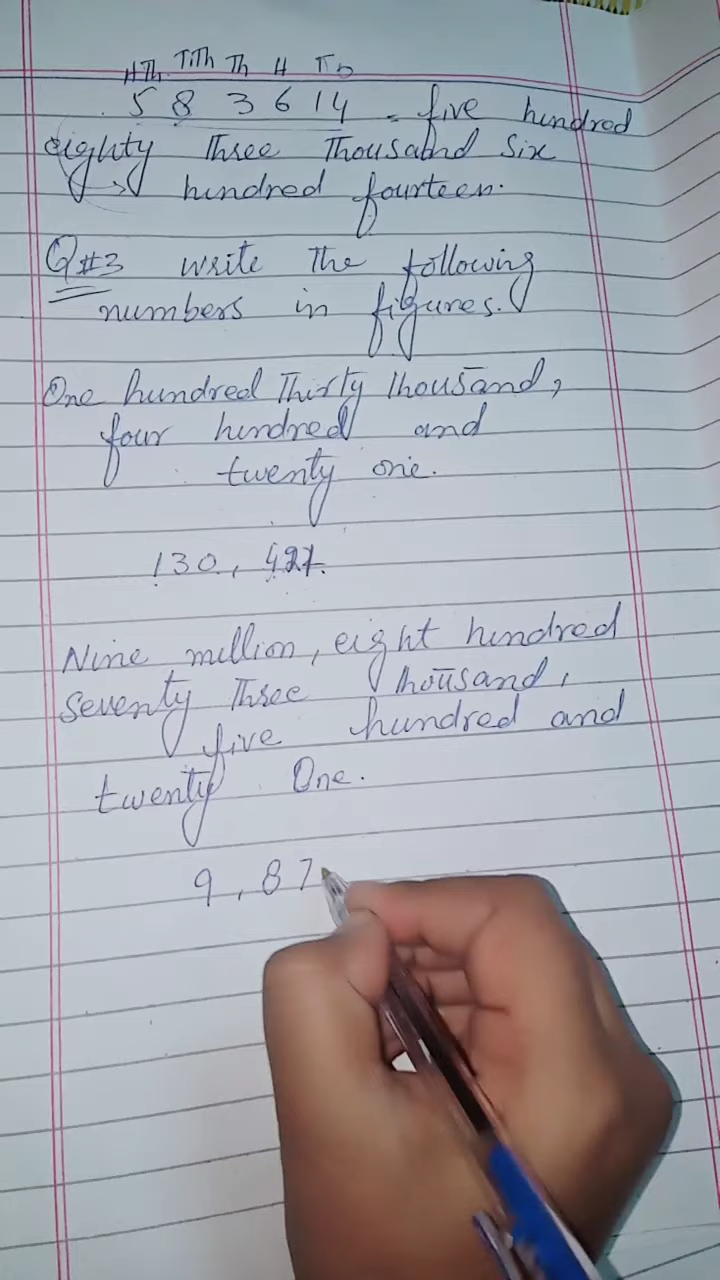 H.Th T.Th Th H T O
5 8 3 6 1 4 = five hundred
eighty three thousand six
hundred fourteen.
Q#3 write the following
numbers in figures.
One hundred Thirty thousand,
four hundred and
twenty one.
130, 421.
Nine million, eight hundred
seventy three thousand,
five hundred and
twenty One.
9, 87